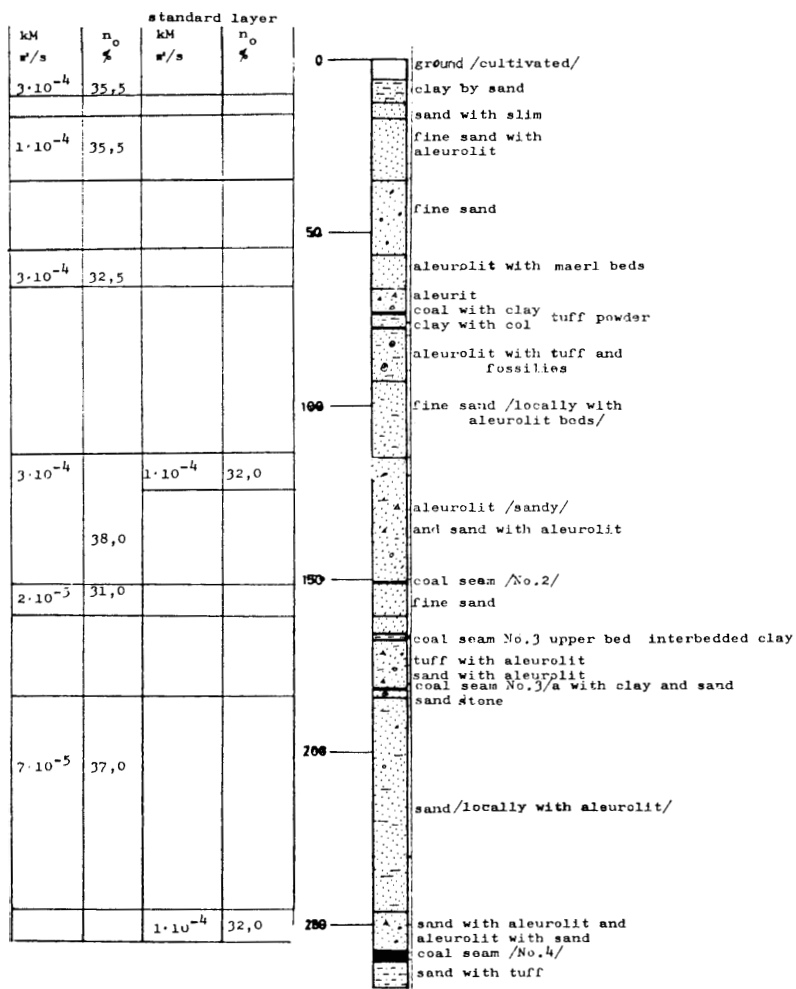 standard layer
kM n₀ kM n₀
m²/s % m²/s %
3·10⁻⁴ 35,5
1·10⁻⁴ 35,5
3·10⁻⁴ 32,5
3·10⁻⁴ 1·10⁻⁴ 32,0
38,0
2·10⁻⁵ 31,0
7·10⁻⁵ 37,0
1·10⁻⁴ 32,0
0
50
100
150
200
ground /cultivated/
clay by sand
sand with slim
fine sand with
aleurolit
fine sand
aleurolit with maerl beds
aleurit
coal with clay
clay with col
tuff powder
aleurolit with tuff and
fossilies
fine sand /locally with
aleurolit beds/
aleurolit /sandy/
and sand with aleurolit
coal seam /No.2/
fine sand
coal seam No.3 upper bed interbedded clay
tuff with aleurolit
sand with aleurolit
coal seam No.3/a with clay and sand
sand stone
sand/locally with aleurolit/
sand with aleurolit and
aleurolit with sand
coal seam /No.4/
sand with tuff